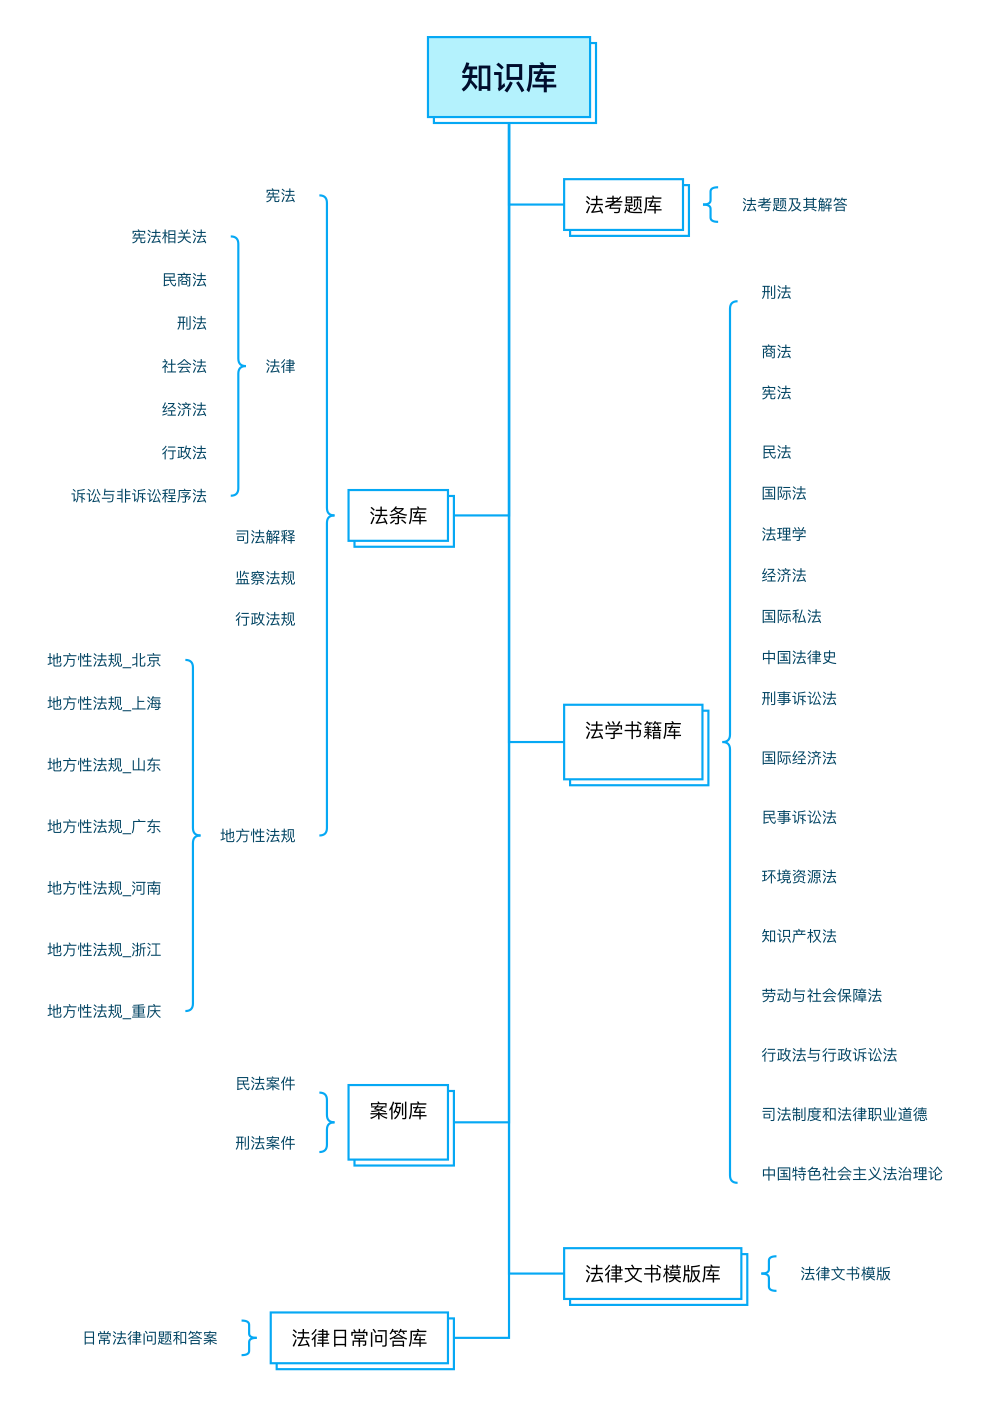 知识库
法考题库
法考题及其解答
法条库
宪法
法律
宪法相关法
民商法
刑法
社会法
经济法
行政法
诉讼与非诉讼程序法
司法解释
监察法规
行政法规
地方性法规
地方性法规_北京
地方性法规_上海
地方性法规_山东
地方性法规_广东
地方性法规_河南
地方性法规_浙江
地方性法规_重庆
法学书籍库
刑法
商法
宪法
民法
国际法
法理学
经济法
国际私法
中国法律史
刑事诉讼法
国际经济法
民事诉讼法
环境资源法
知识产权法
劳动与社会保障法
行政法与行政诉讼法
司法制度和法律职业道德
中国特色社会主义法治理论
案例库
民法案件
刑法案件
法律文书模版库
法律文书模版
法律日常问答库
日常法律问题和答案